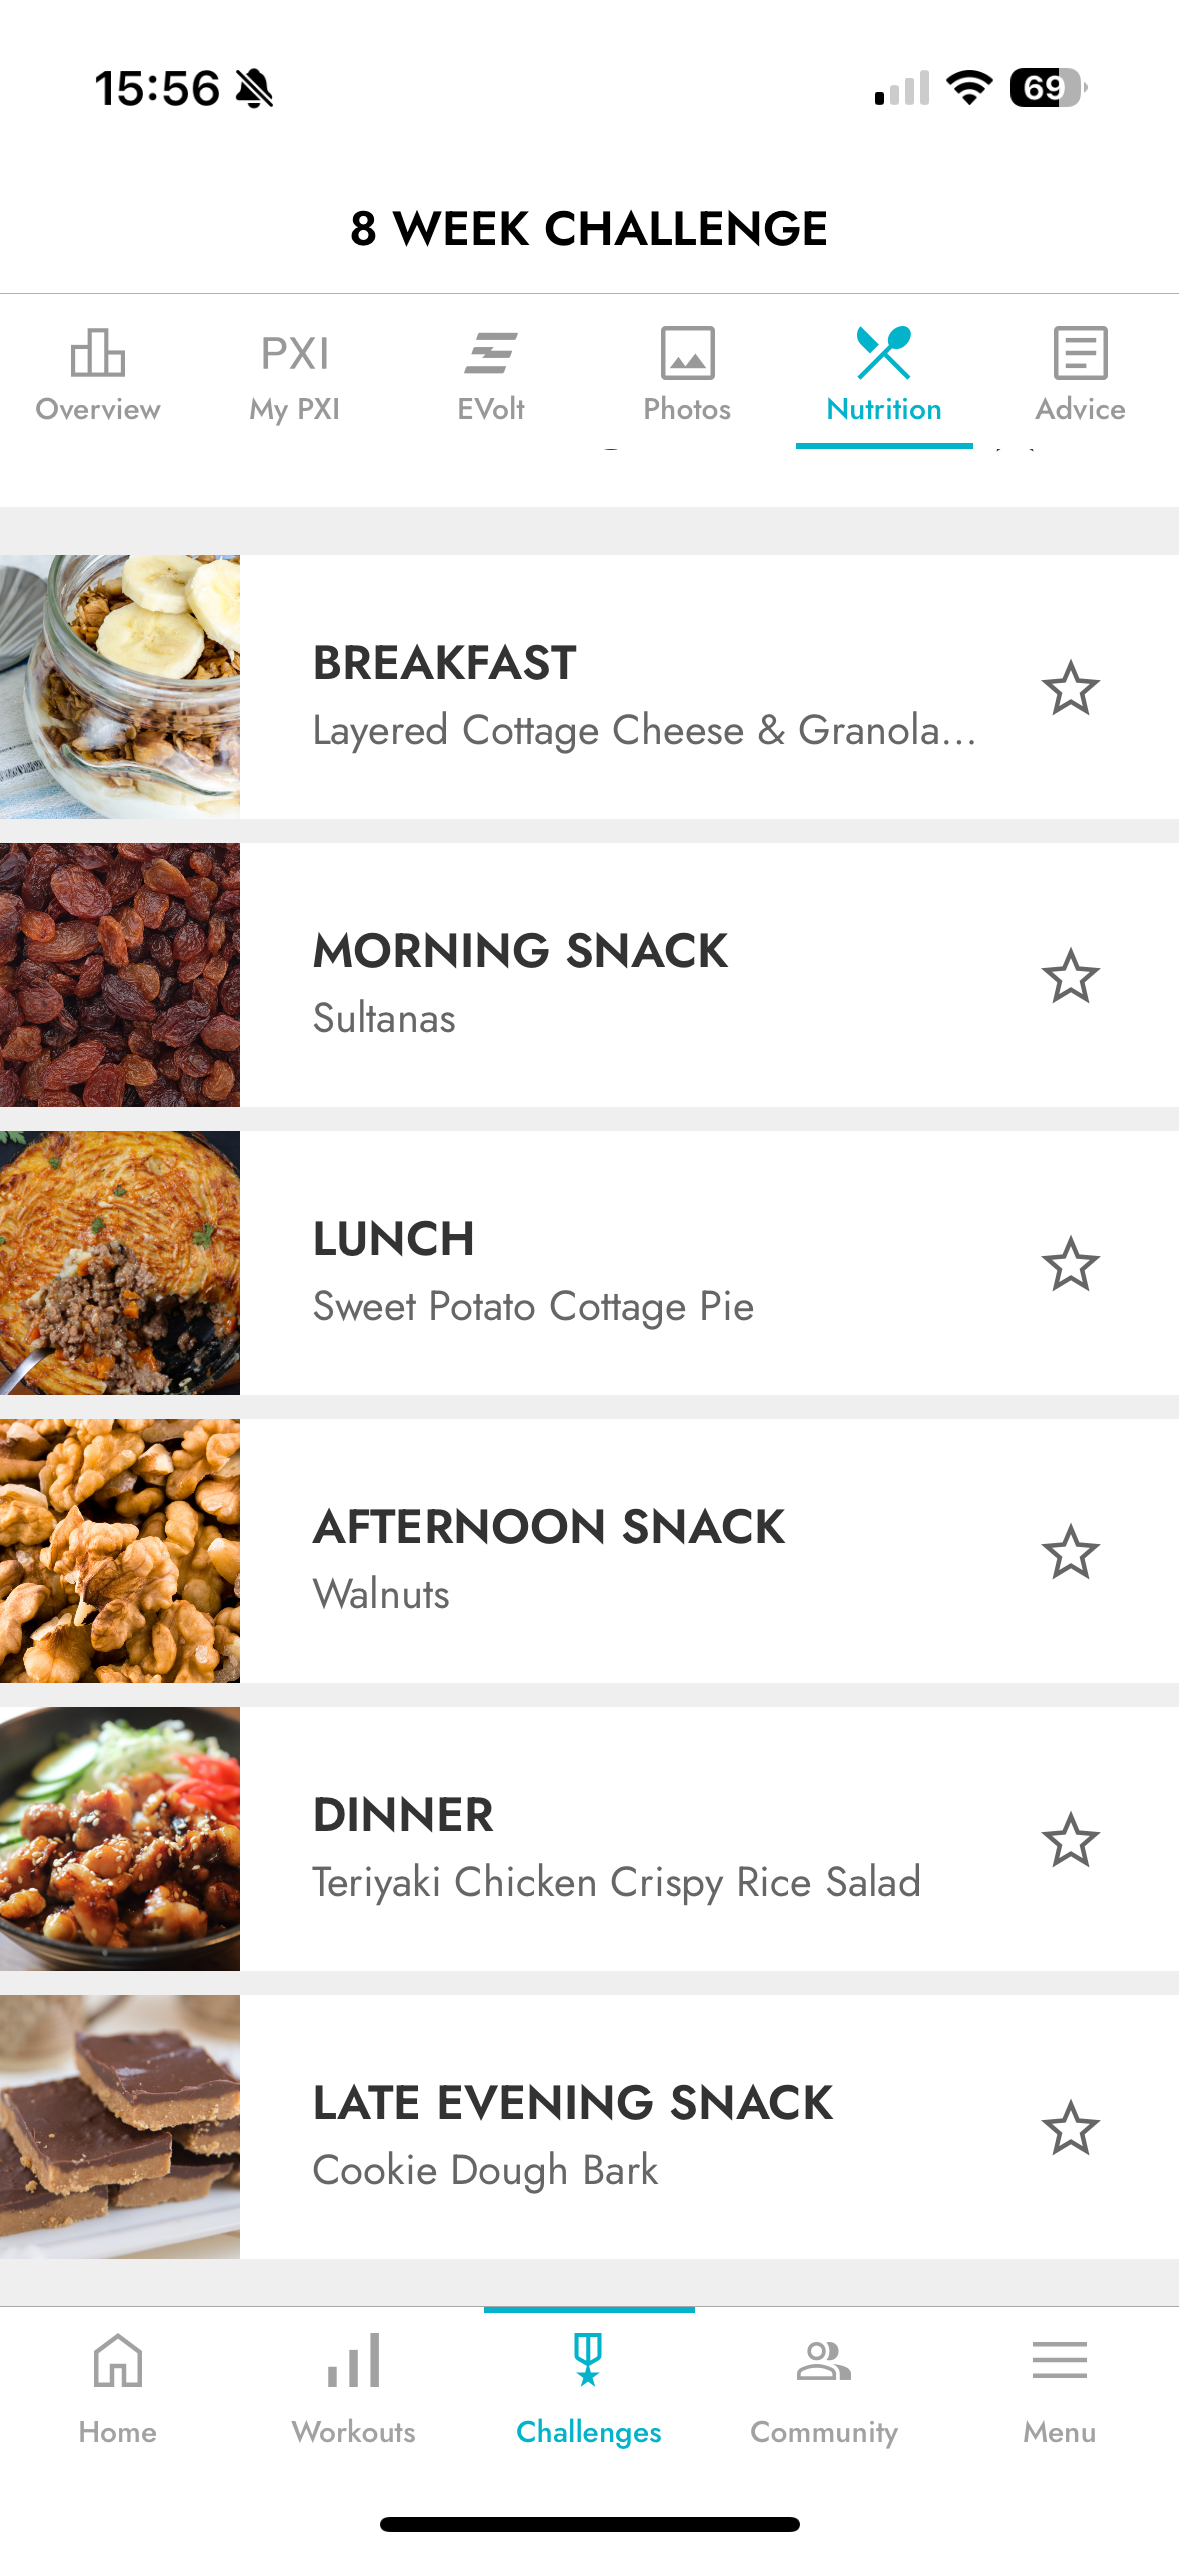 15:56
69
8 WEEK CHALLENGE
PXI
Overview My PXI EVolt Photos Nutrition Advice
BREAKFAST
Layered Cottage Cheese & Granola...
MORNING SNACK
Sultanas
LUNCH
Sweet Potato Cottage Pie
AFTERNOON SNACK
Walnuts
DINNER
Teriyaki Chicken Crispy Rice Salad
LATE EVENING SNACK
Cookie Dough Bark
Home Workouts Challenges Community Menu